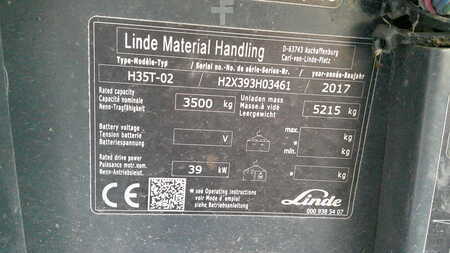 Linde Material Handling
D-63743 Aschaffenburg
Carl-von-Linde-Platz
Type-Modèle-Typ / Serial no.-No. de série-Serien-Nr. / year-année-Baujahr
H35T-02 H2X393H03461 2017
Rated capacity
Capacité nominale
Nenn-Tragfähigkeit
3500 kg
Unladen mass
Masse.à vide
Leergewicht
5215 kg
Battery voltage
Tension batterie
Batteriespannung
V
max.
* kg
* min.
kg
Rated drive power
Puissance motr.nom.
Nenn-Antriebsleist.
39 kW
* kg
CE
* see Operating instructions
voir Mode d'emploi
siehe Betriebsanleitung
Linde
000 938 34 07